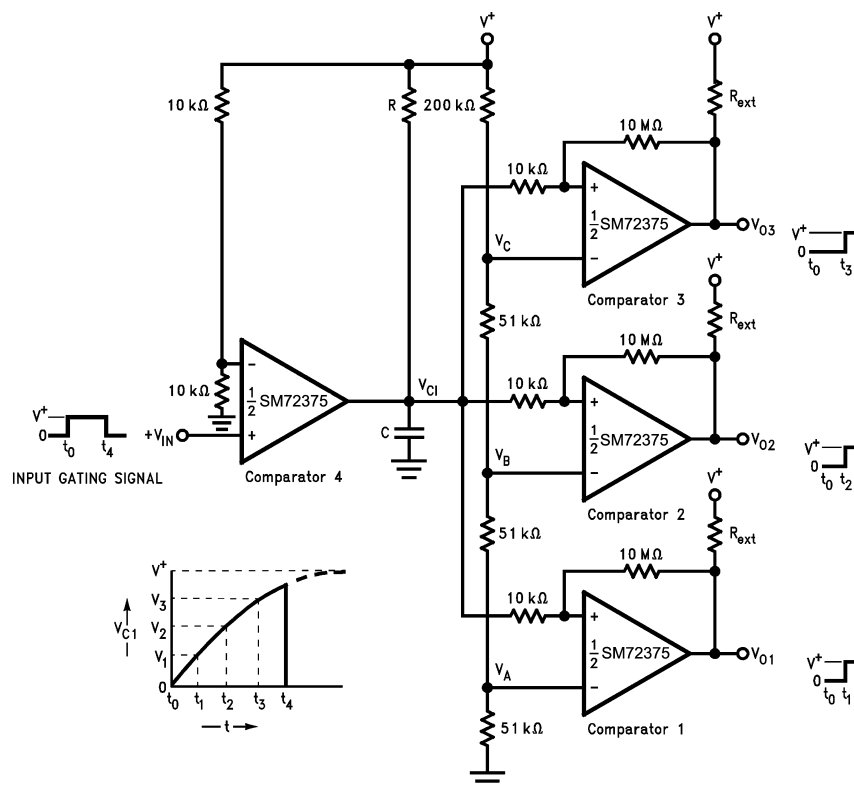 V+
V+
10 kΩ
R
200 kΩ
Rext
10 MΩ
10 kΩ
+
1/2 SM72375
VO3
V+
0
t0 t3
VC
−
Comparator 3
V+
51 kΩ
Rext
10 MΩ
−
10 kΩ
1/2 SM72375
VC1
10 kΩ
+
1/2 SM72375
VO2
V+
0
t0 t4
+VIN
+
C
V+
0
t0 t2
INPUT GATING SIGNAL
Comparator 4
VB
−
Comparator 2
V+
51 kΩ
Rext
10 MΩ
V+
V3
V2
V1
0
VC1
t0 t1 t2 t3 t4
t
10 kΩ
+
1/2 SM72375
VO1
V+
0
t0 t1
VA
−
51 kΩ
Comparator 1